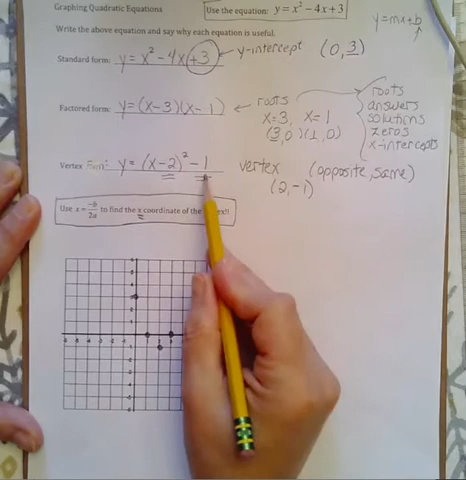 Graphing Quadratic Equations
Use the equation: y = x² − 4x + 3
y = mx + b
Write the above equation and say why each equation is useful.
Standard form: y = x² − 4x + 3 y-intercept (0, 3)
Factored form: y = (x − 3)(x − 1) roots
x = 3, x = 1
(3, 0) (1, 0)
roots
answers
solutions
zeros
x-intercepts
Vertex Form: y = (x − 2)² − 1 vertex (opposite, same)
(2, −1)
Use x = −b/2a to find the x coordinate of the